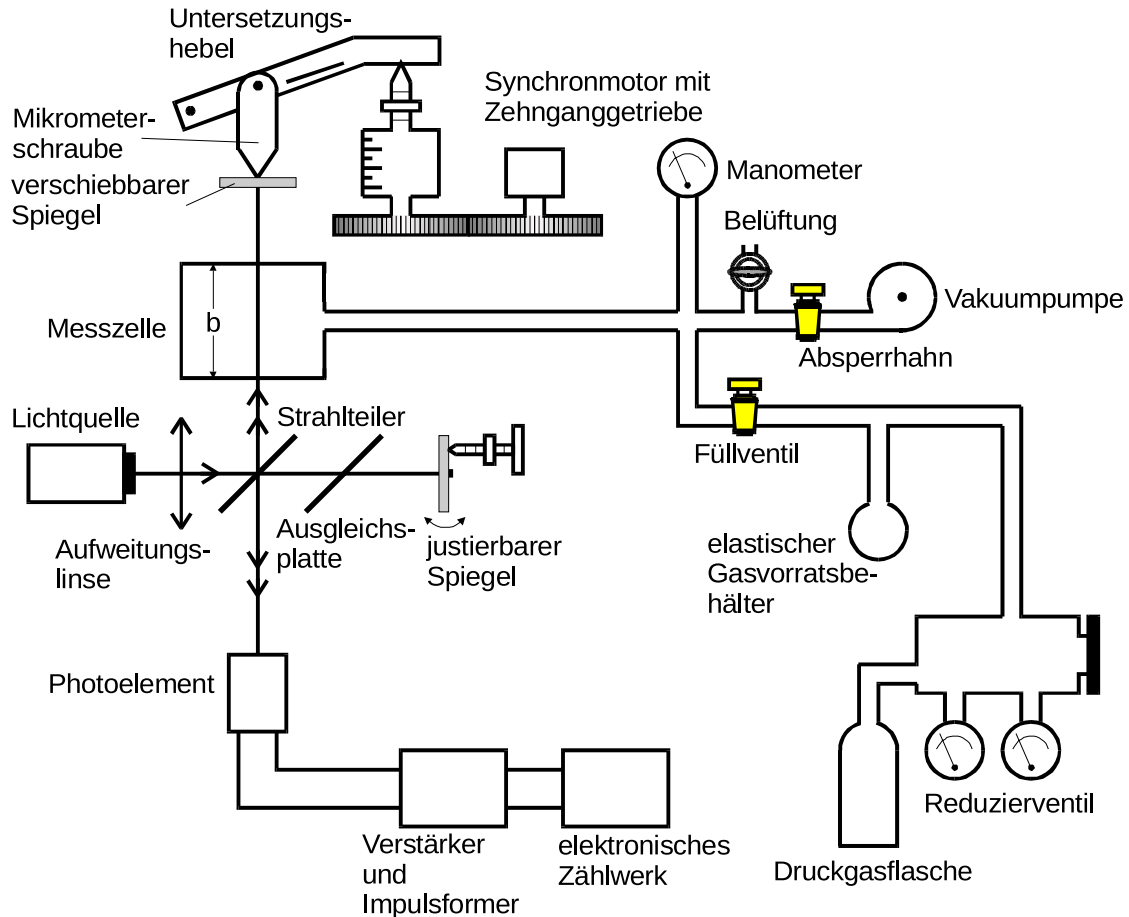 Untersetzungs-
hebel
Synchronmotor mit
Zehnganggetriebe
Mikrometer-
schraube
verschiebbarer
Spiegel
Manometer
Belüftung
Vakuumpumpe
Absperrhahn
Messzelle
b
Lichtquelle
Strahlteiler
Füllventil
Aufweitungs-
linse
Ausgleichs-
platte
justierbarer
Spiegel
elastischer
Gasvorratsbe-
hälter
Photoelement
Reduzierventil
Verstärker
und
Impulsformer
elektronisches
Zählwerk
Druckgasflasche